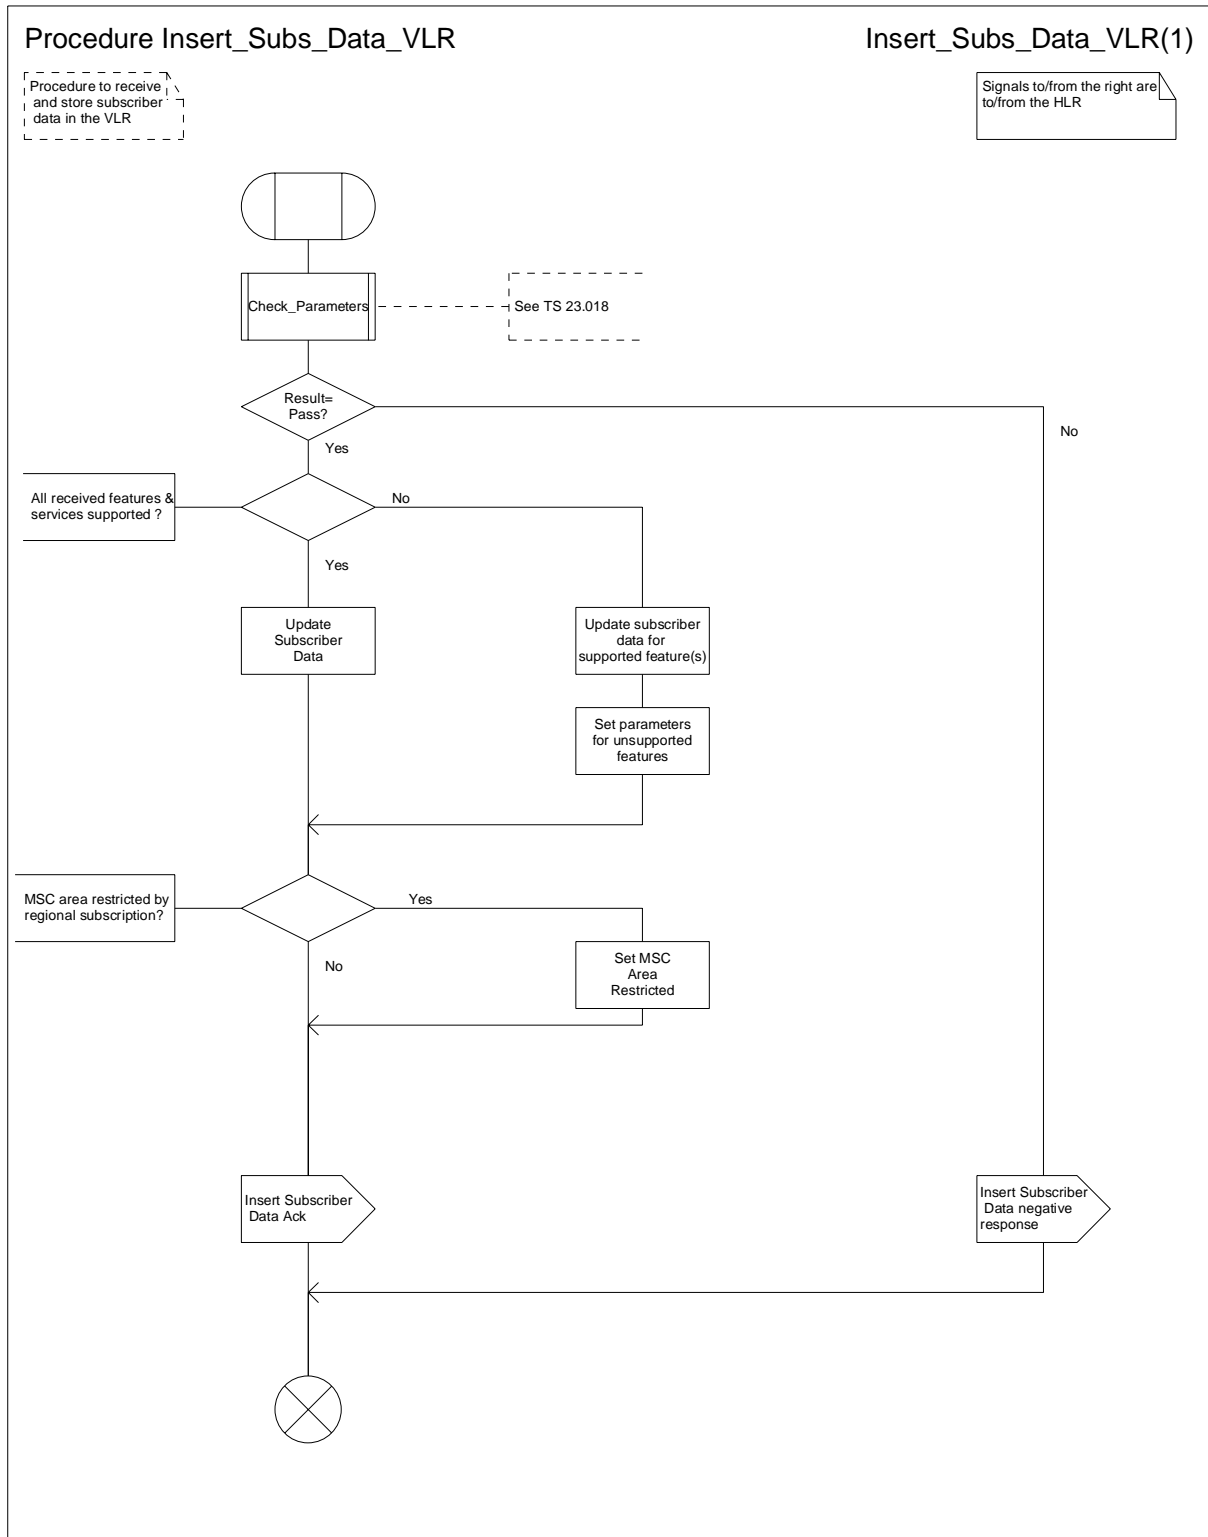 Procedure Insert_Subs_Data_VLR
Insert_Subs_Data_VLR(1)
Procedure to receive
and store subscriber
data in the VLR
Signals to/from the right are
to/from the HLR
Check_Parameters
See TS 23.018
Result=
Pass?
No
Yes
All received features &
services supported ?
No
Yes
Update
Subscriber
Data
Update subscriber
data for
supported feature(s)
Set parameters
for unsupported
features
MSC area restricted by
regional subscription?
Yes
No
Set MSC
Area
Restricted
Insert Subscriber
Data Ack
Insert Subscriber
Data negative
response